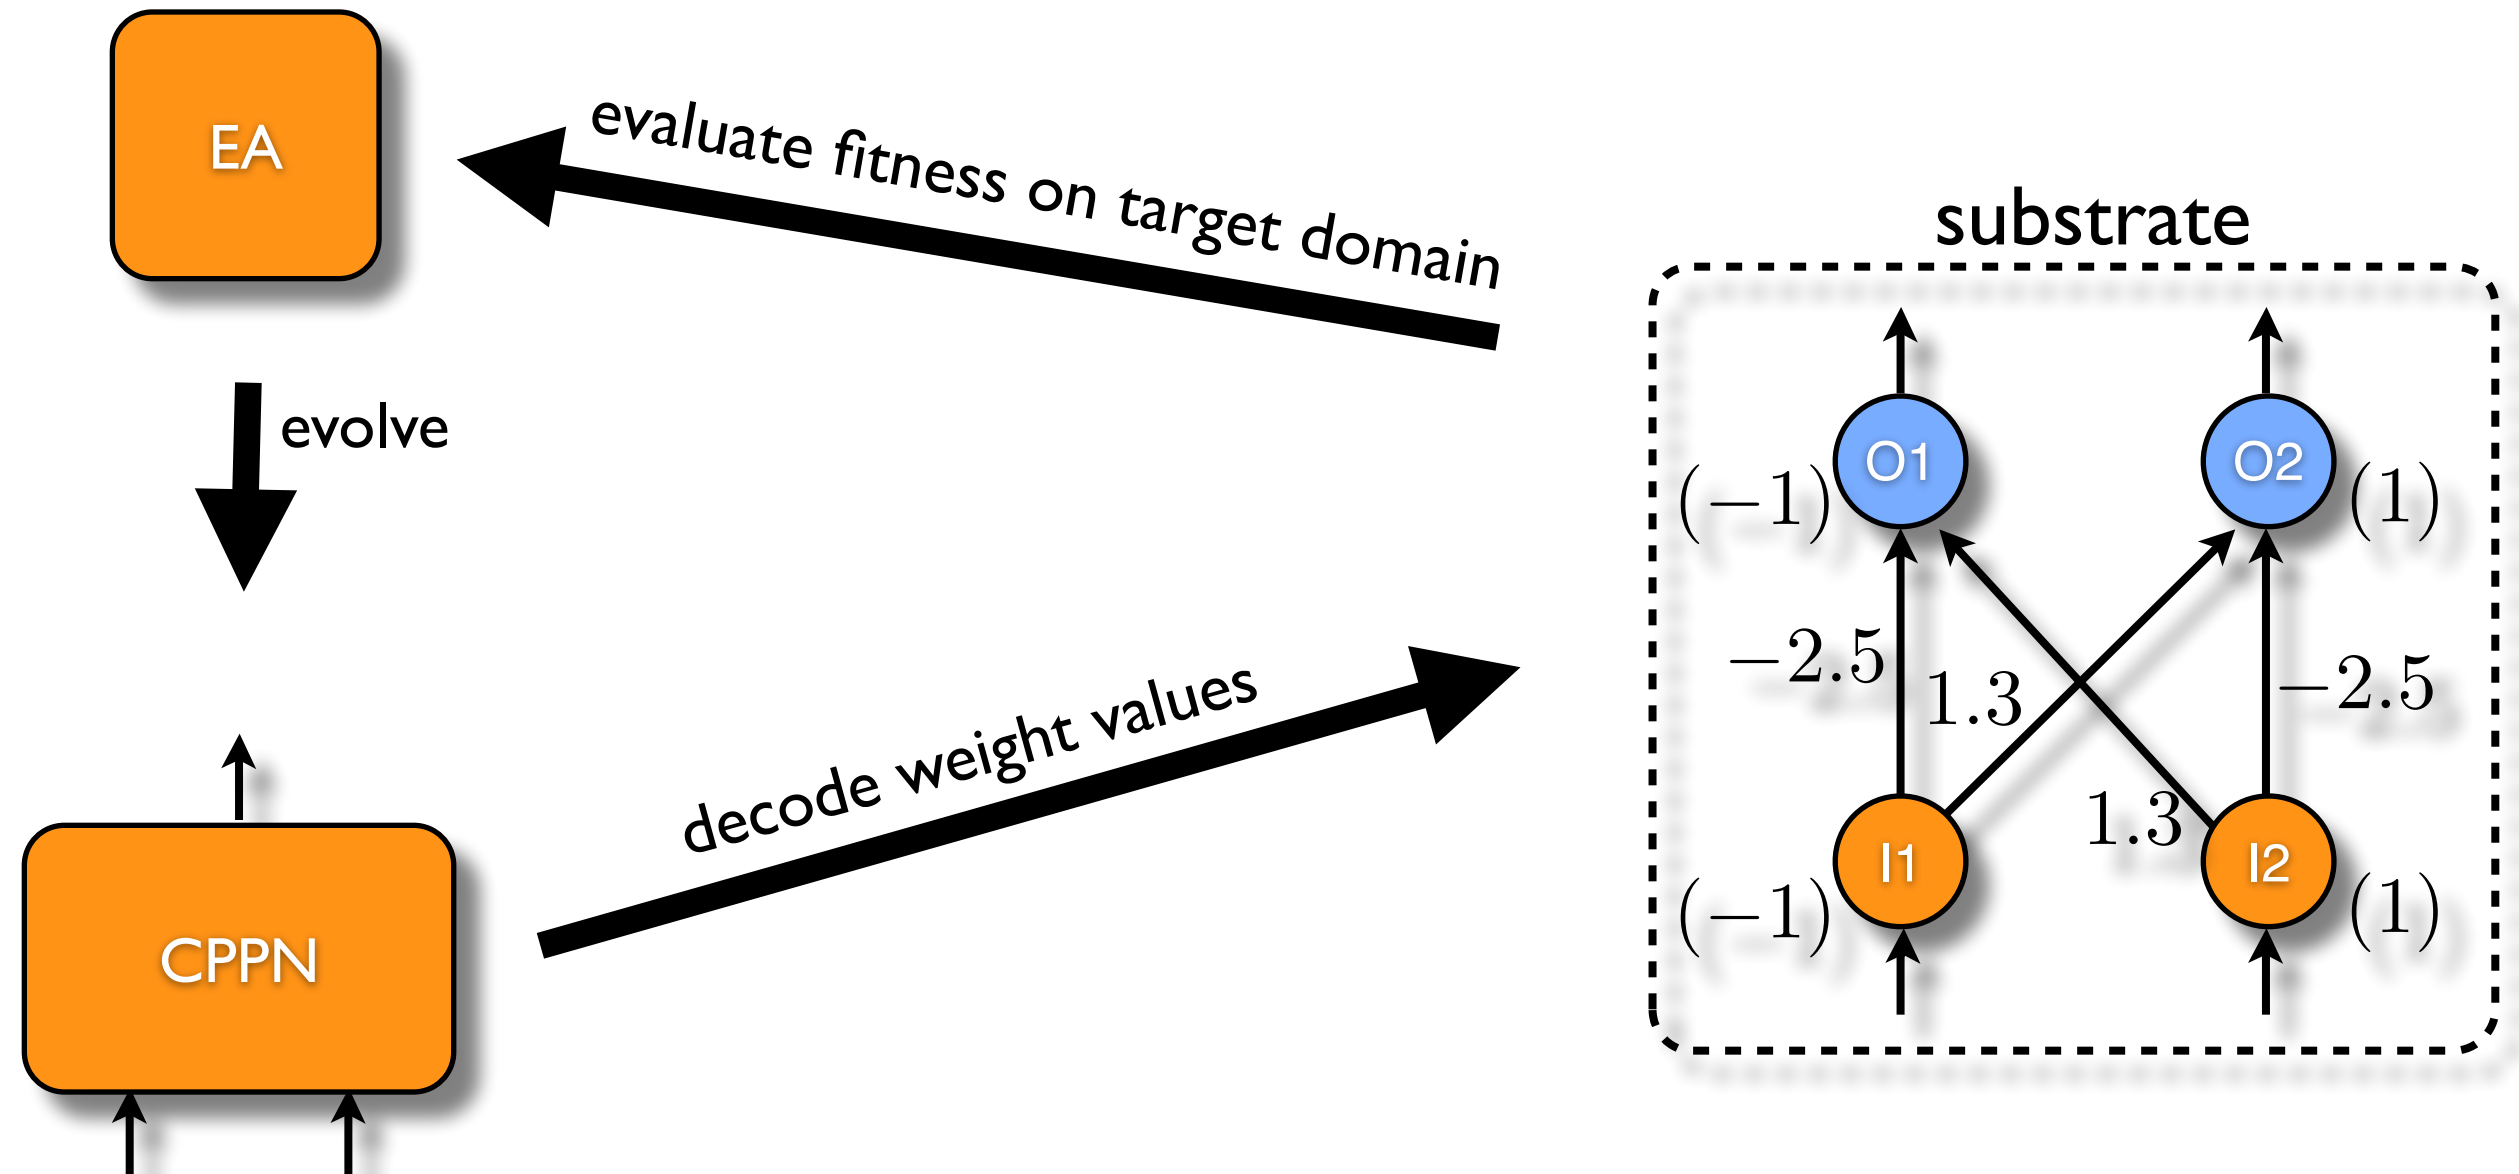 EA
evaluate fitness on target domain
substrate
evolve
O1
O2
(−1)
(1)
−2.5
1.3
−2.5
decode weight values
1.3
I1
I2
(−1)
(1)
CPPN